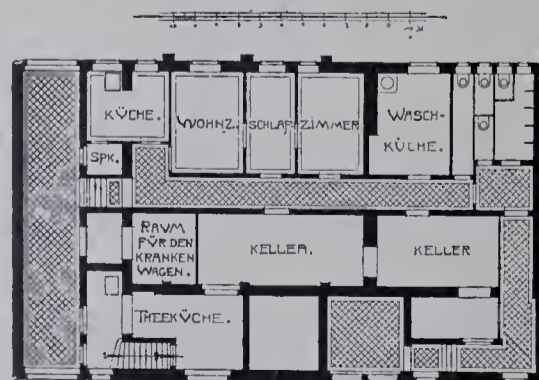 KÜCHE.
WOHNZ.
SCHLAF
ZIMMER
WASCH-
KÜCHE.
SPK.
RAUM
FÜR DEN
KRANKEN
WAGEN.
KELLER.
KELLER
THEEKÜCHE.